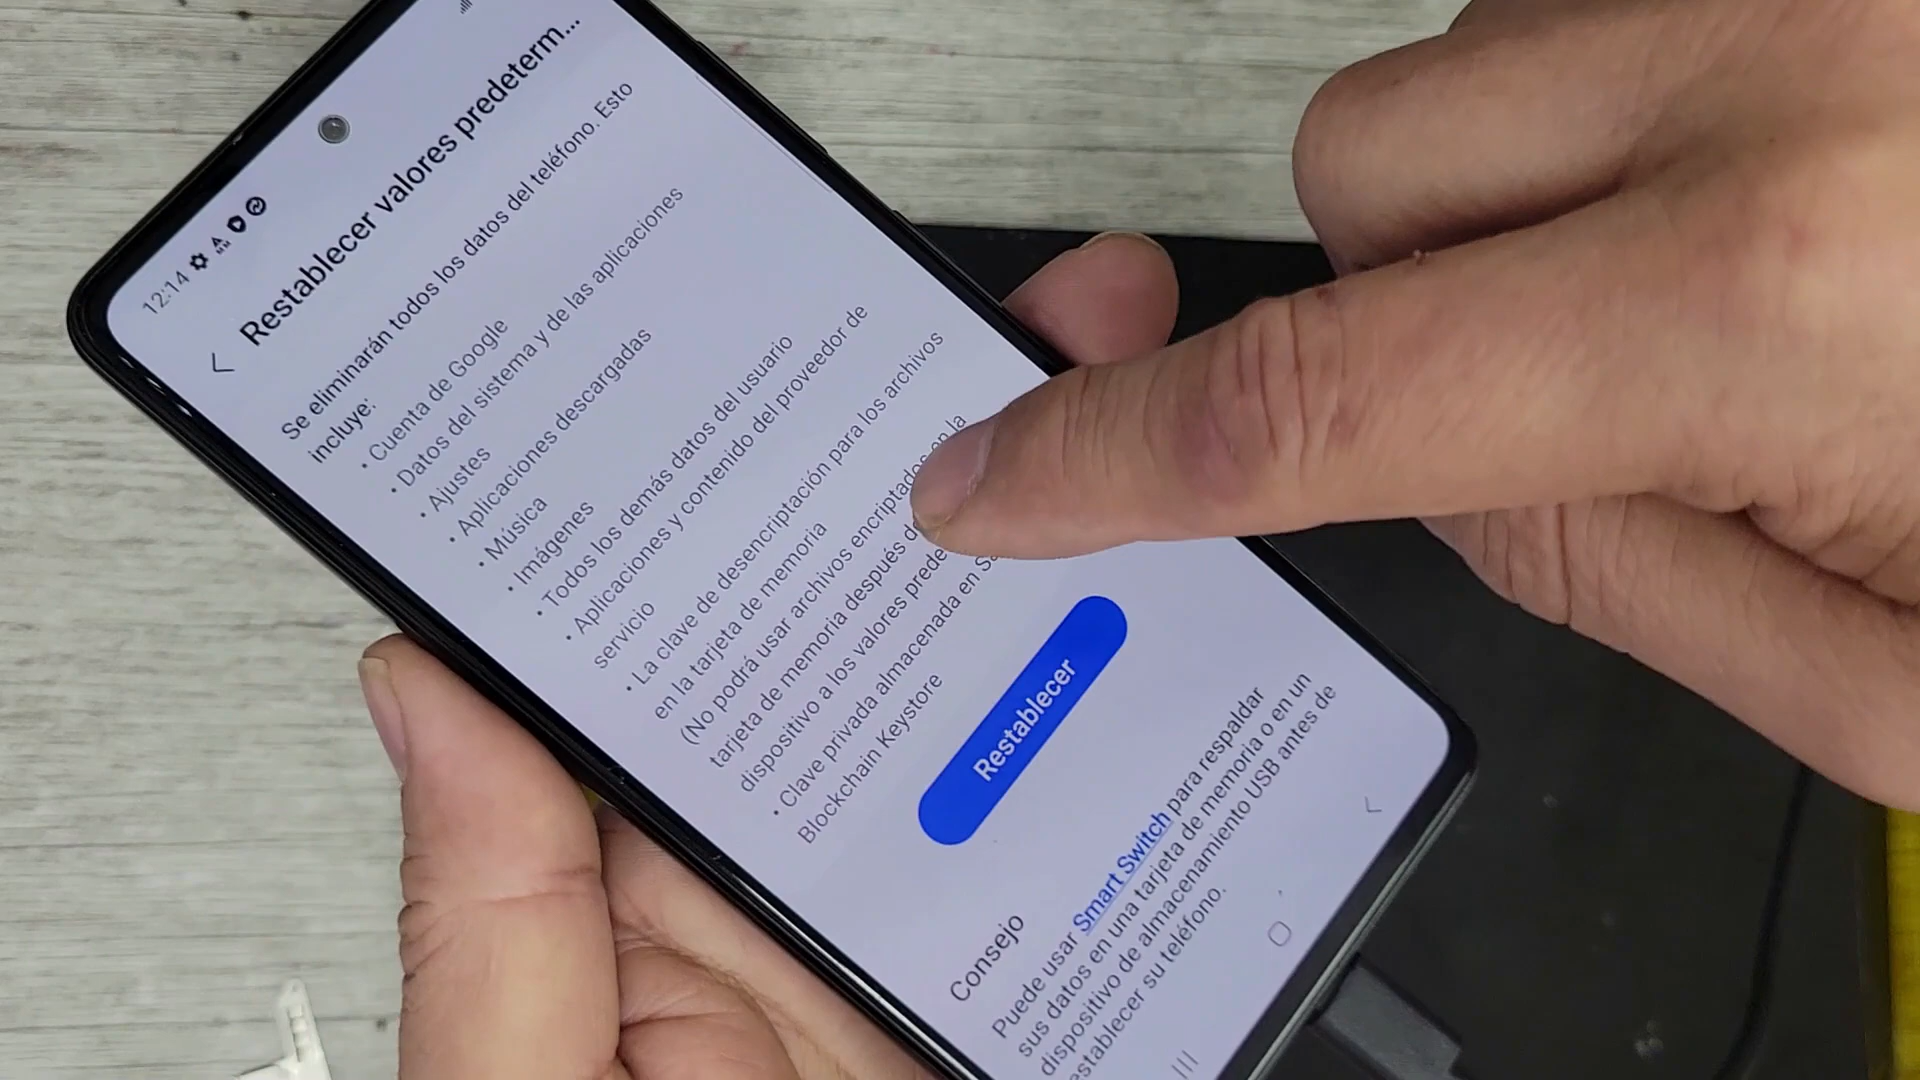 12:14
Restablecer valores predeterm...
Se eliminarán todos los datos del teléfono. Esto
incluye:
• Cuenta de Google
• Datos del sistema y de las aplicaciones
• Ajustes
• Aplicaciones descargadas
• Música
• Imágenes
• Todos los demás datos del usuario
• Aplicaciones y contenido del proveedor de
servicio
• La clave de desencriptación para los archivos
en la tarjeta de memoria
(No podrá usar archivos encriptados en la
tarjeta de memoria después
dispositivo a los valores
• Clave privada almacenada en
Blockchain Keystore
Restablecer
Consejo
Puede usar Smart Switch para respaldar
sus datos en una tarjeta de memoria o en un
dispositivo de almacenamiento USB antes de
establecer su teléfono.